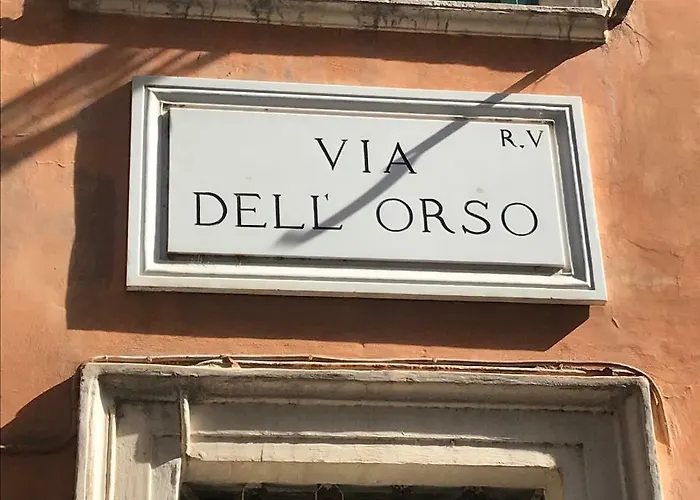 R. V
VIA
DELL' ORSO